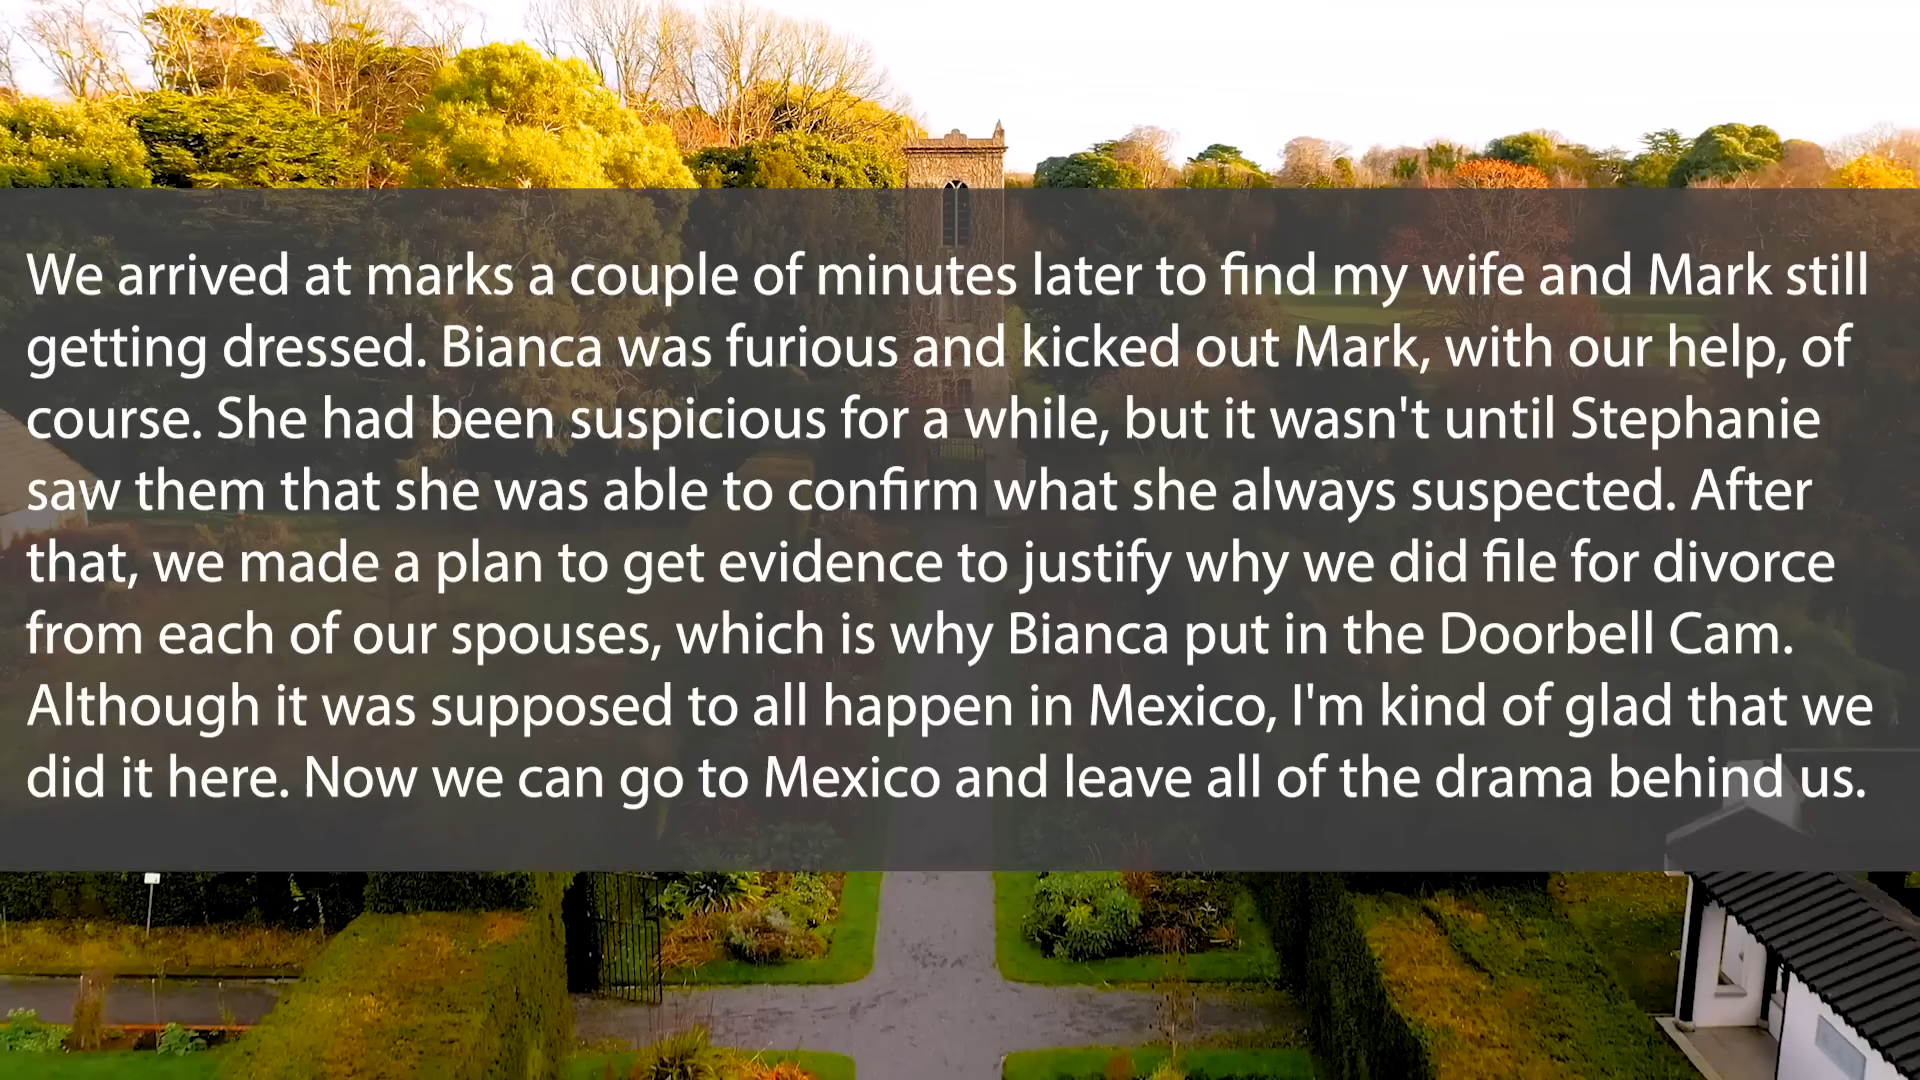 We arrived at marks a couple of minutes later to find my wife and Mark still
getting dressed. Bianca was furious and kicked out Mark, with our help, of
course. She had been suspicious for a while, but it wasn't until Stephanie
saw them that she was able to confirm what she always suspected. After
that, we made a plan to get evidence to justify why we did file for divorce
from each of our spouses, which is why Bianca put in the Doorbell Cam.
Although it was supposed to all happen in Mexico, I'm kind of glad that we
did it here. Now we can go to Mexico and leave all of the drama behind us.